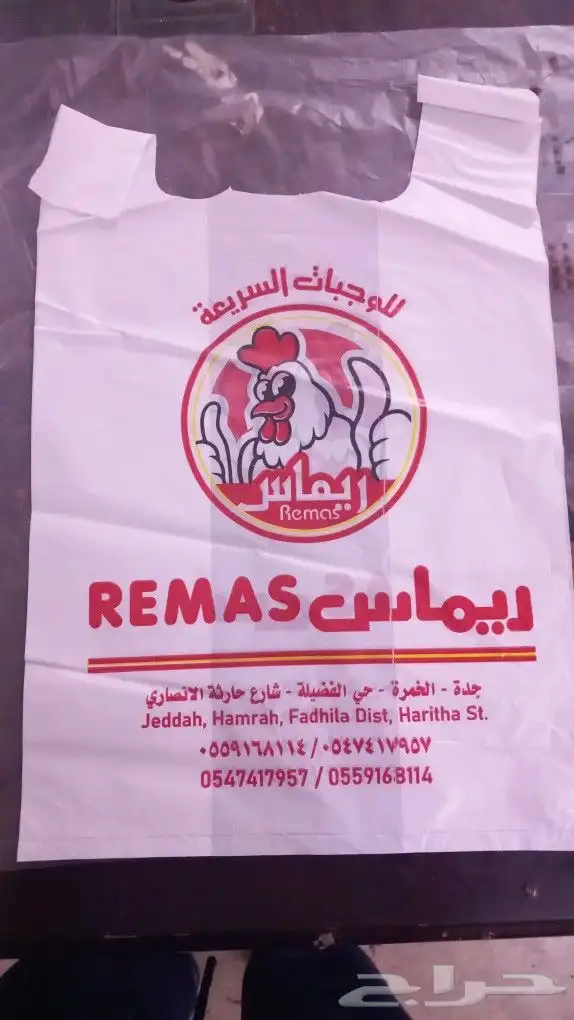 للوجبات السريعة
ريماس
Remas
REMAS ريماس
جدة - الخمرة - حي الفضيلة - شارع حارثة الانصاري
Jeddah, Hamrah, Fadhila Dist, Haritha St.
٠٥٤٧٤١٧٩٥٧ / ٠٥٥٩١٦٨١١٤
0547417957 / 0559168114
حراج